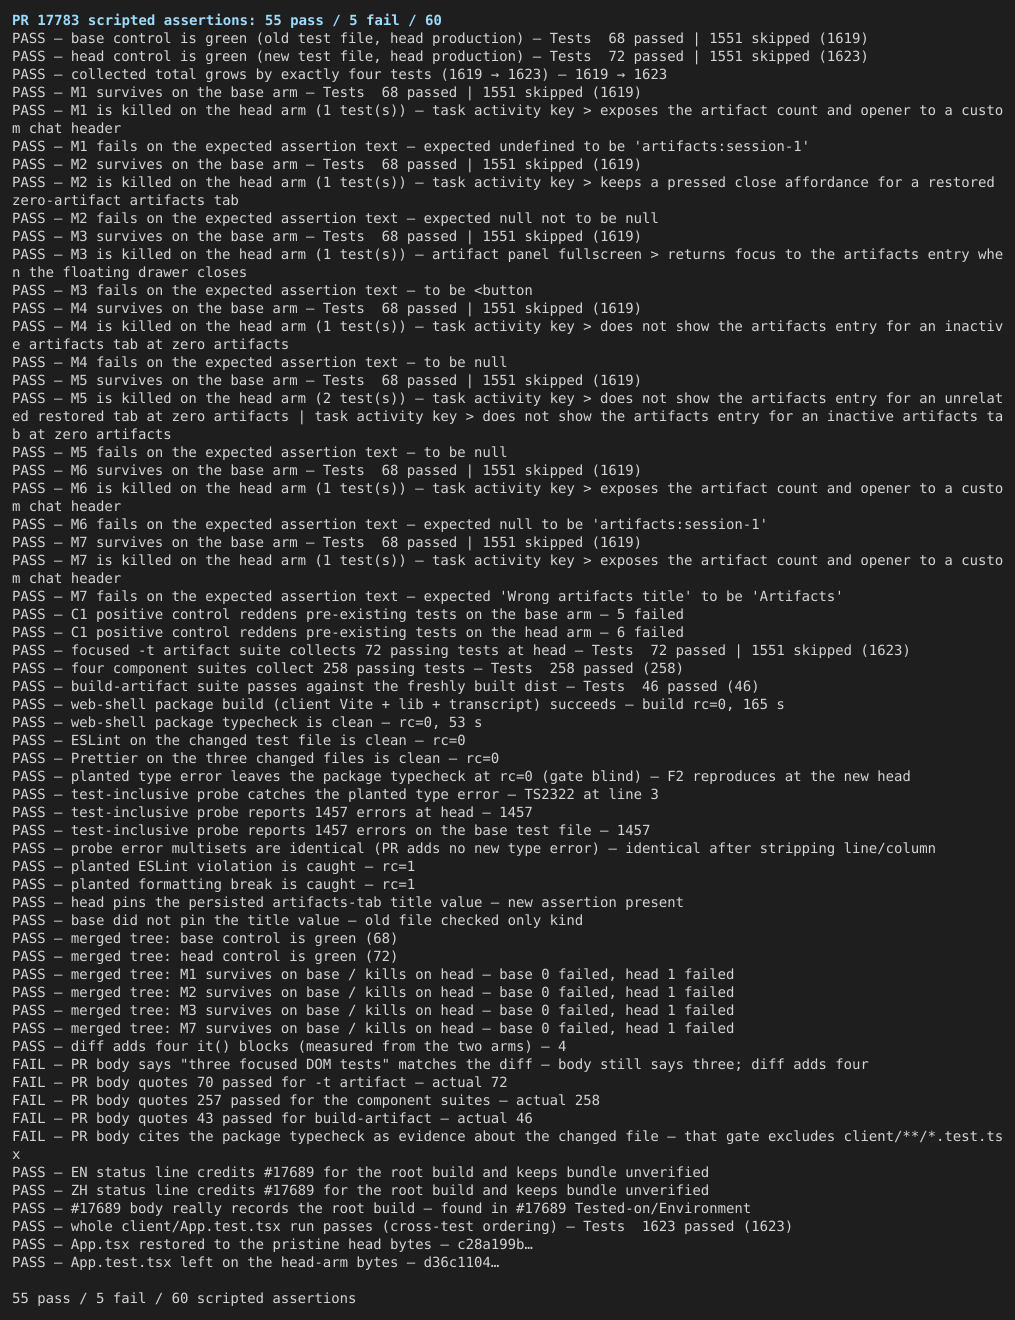 PR 17783 scripted assertions: 55 pass / 5 fail / 60
PASS — base control is green (old test file, head production) — Tests  68 passed | 1551 skipped (1619)
PASS — head control is green (new test file, head production) — Tests  72 passed | 1551 skipped (1623)
PASS — collected total grows by exactly four tests (1619 → 1623) — 1619 → 1623
PASS — M1 survives on the base arm — Tests  68 passed | 1551 skipped (1619)
PASS — M1 is killed on the head arm (1 test(s)) — task activity key > exposes the artifact count and opener to a custo
m chat header
PASS — M1 fails on the expected assertion text — expected undefined to be 'artifacts:session-1'
PASS — M2 survives on the base arm — Tests  68 passed | 1551 skipped (1619)
PASS — M2 is killed on the head arm (1 test(s)) — task activity key > keeps a pressed close affordance for a restored
zero-artifact artifacts tab
PASS — M2 fails on the expected assertion text — expected null not to be null
PASS — M3 survives on the base arm — Tests  68 passed | 1551 skipped (1619)
PASS — M3 is killed on the head arm (1 test(s)) — artifact panel fullscreen > returns focus to the artifacts entry whe
n the floating drawer closes
PASS — M3 fails on the expected assertion text — to be <button
PASS — M4 survives on the base arm — Tests  68 passed | 1551 skipped (1619)
PASS — M4 is killed on the head arm (1 test(s)) — task activity key > does not show the artifacts entry for an inactiv
e artifacts tab at zero artifacts
PASS — M4 fails on the expected assertion text — to be null
PASS — M5 survives on the base arm — Tests  68 passed | 1551 skipped (1619)
PASS — M5 is killed on the head arm (2 test(s)) — task activity key > does not show the artifacts entry for an unrelat
ed restored tab at zero artifacts | task activity key > does not show the artifacts entry for an inactive artifacts ta
b at zero artifacts
PASS — M5 fails on the expected assertion text — to be null
PASS — M6 survives on the base arm — Tests  68 passed | 1551 skipped (1619)
PASS — M6 is killed on the head arm (1 test(s)) — task activity key > exposes the artifact count and opener to a custo
m chat header
PASS — M6 fails on the expected assertion text — expected null to be 'artifacts:session-1'
PASS — M7 survives on the base arm — Tests  68 passed | 1551 skipped (1619)
PASS — M7 is killed on the head arm (1 test(s)) — task activity key > exposes the artifact count and opener to a custo
m chat header
PASS — M7 fails on the expected assertion text — expected 'Wrong artifacts title' to be 'Artifacts'
PASS — C1 positive control reddens pre-existing tests on the base arm — 5 failed
PASS — C1 positive control reddens pre-existing tests on the head arm — 6 failed
PASS — focused -t artifact suite collects 72 passing tests at head — Tests  72 passed | 1551 skipped (1623)
PASS — four component suites collect 258 passing tests — Tests  258 passed (258)
PASS — build-artifact suite passes against the freshly built dist — Tests  46 passed (46)
PASS — web-shell package build (client Vite + lib + transcript) succeeds — build rc=0, 165 s
PASS — web-shell package typecheck is clean — rc=0, 53 s
PASS — ESLint on the changed test file is clean — rc=0
PASS — Prettier on the three changed files is clean — rc=0
PASS — planted type error leaves the package typecheck at rc=0 (gate blind) — F2 reproduces at the new head
PASS — test-inclusive probe catches the planted type error — TS2322 at line 3
PASS — test-inclusive probe reports 1457 errors at head — 1457
PASS — test-inclusive probe reports 1457 errors on the base test file — 1457
PASS — probe error multisets are identical (PR adds no new type error) — identical after stripping line/column
PASS — planted ESLint violation is caught — rc=1
PASS — planted formatting break is caught — rc=1
PASS — head pins the persisted artifacts-tab title value — new assertion present
PASS — base did not pin the title value — old file checked only kind
PASS — merged tree: base control is green (68)
PASS — merged tree: head control is green (72)
PASS — merged tree: M1 survives on base / kills on head — base 0 failed, head 1 failed
PASS — merged tree: M2 survives on base / kills on head — base 0 failed, head 1 failed
PASS — merged tree: M3 survives on base / kills on head — base 0 failed, head 1 failed
PASS — merged tree: M7 survives on base / kills on head — base 0 failed, head 1 failed
PASS — diff adds four it() blocks (measured from the two arms) — 4
FAIL — PR body says "three focused DOM tests" matches the diff — body still says three; diff adds four
FAIL — PR body quotes 70 passed for -t artifact — actual 72
FAIL — PR body quotes 257 passed for the component suites — actual 258
FAIL — PR body quotes 43 passed for build-artifact — actual 46
FAIL — PR body cites the package typecheck as evidence about the changed file — that gate excludes client/**/*.test.ts
x
PASS — EN status line credits #17689 for the root build and keeps bundle unverified
PASS — ZH status line credits #17689 for the root build and keeps bundle unverified
PASS — #17689 body really records the root build — found in #17689 Tested-on/Environment
PASS — whole client/App.test.tsx run passes (cross-test ordering) — Tests  1623 passed (1623)
PASS — App.tsx restored to the pristine head bytes — c28a199b…
PASS — App.test.tsx left on the head-arm bytes — d36c1104…
55 pass / 5 fail / 60 scripted assertions